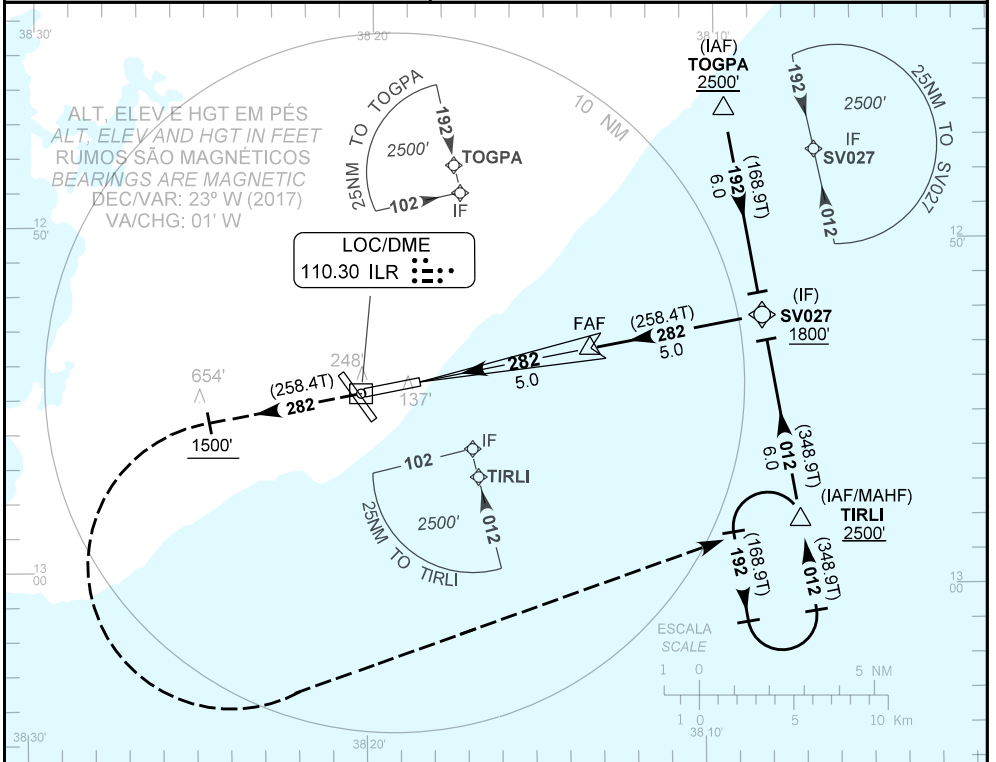 38 30'
38 20'
38 10'
(IAF)
TOGPA
2500'
ALT, ELEV E HGT EM PÉS
ALT, ELEV AND HGT IN FEET
RUMOS SÃO MAGNÉTICOS
BEARINGS ARE MAGNETIC
DEC/VAR: 23º W (2017)
VA/CHG: 01' W
25NM TO TOGPA
2500'
192
TOGPA
102
IF
10 NM
192
2500'
IF
SV027
012
25NM TO SV027
192
(168.9T)
6.0
12
50'
12
50'
LOC/DME
110.30 ILR
(IF)
SV027
1800'
FAF
(258.4T)
282
5.0
282
5.0
248'
137'
654'
(258.4T)
282
1500'
102
IF
TIRLI
2500'
012
25NM TO TIRLI
012
(348.9T)
6.0
(IAF/MAHF)
TIRLI
2500'
192
(168.9T)
012
(348.9T)
13
00
13
00
ESCALA
SCALE
1 0 5 NM
1 0 5 10 Km
38 30'
38 20'
38 10'